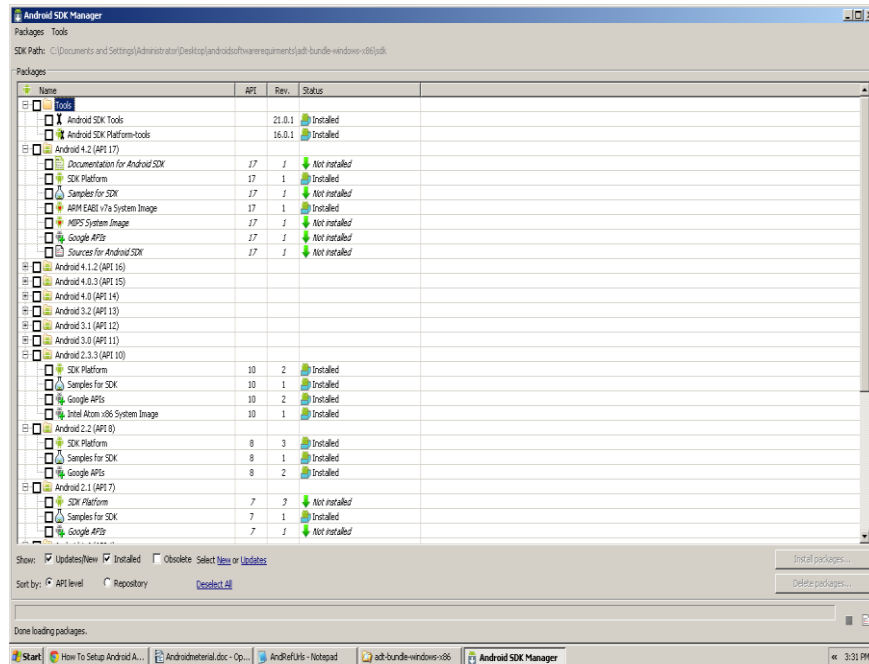 Android SDK Manager
Packages Tools
SDK Path: C:\Documents and Settings\Administrator\Desktop\androidsoftwarerequirments\adt-bundle-windows-x86\sdk
Packages
Name API Rev. Status
Tools
Android SDK Tools 21.0.1 Installed
Android SDK Platform-tools 16.0.1 Installed
Android 4.2 (API 17)
Documentation for Android SDK 17 1 Not installed
SDK Platform 17 1 Installed
Samples for SDK 17 1 Not installed
ARM EABI v7a System Image 17 1 Installed
MIPS System Image 17 1 Not installed
Google APIs 17 1 Not installed
Sources for Android SDK 17 1 Not installed
Android 4.1.2 (API 16)
Android 4.0.3 (API 15)
Android 4.0 (API 14)
Android 3.2 (API 13)
Android 3.1 (API 12)
Android 3.0 (API 11)
Android 2.3.3 (API 10)
SDK Platform 10 2 Installed
Samples for SDK 10 1 Installed
Google APIs 10 2 Installed
Intel Atom x86 System Image 10 1 Installed
Android 2.2 (API 8)
SDK Platform 8 3 Installed
Samples for SDK 8 1 Installed
Google APIs 8 2 Installed
Android 2.1 (API 7)
SDK Platform 7 3 Not installed
Samples for SDK 7 1 Installed
Google APIs 7 1 Not installed
Show: Updates/New Installed Obsolete Select New or Updates Install packages...
Sort by: API level Repository Deselect All Delete packages...
Done loading packages.
Start How To Setup Android A... Androidmeterial.doc - Op... AndRefUrls - Notepad adt-bundle-windows-x86 Android SDK Manager « 3:31 PM